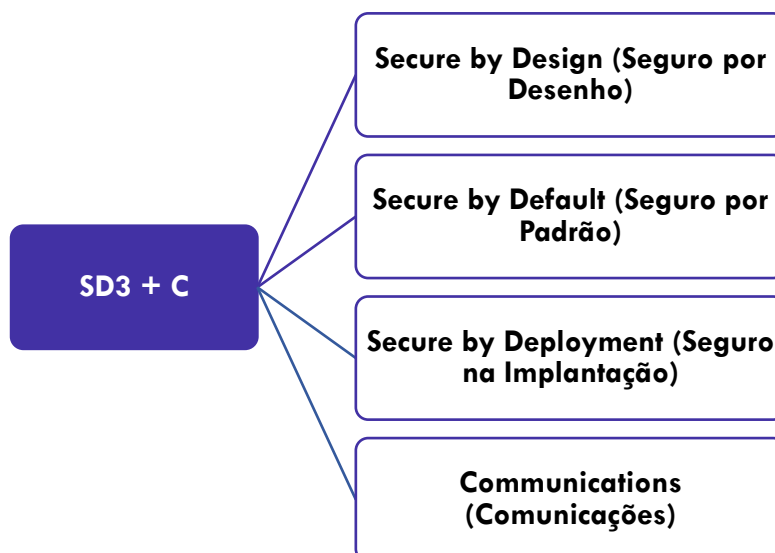 Secure by Design (Seguro por
Desenho)
Secure by Default (Seguro por
Padrão)
SD3 + C
Secure by Deployment (Seguro
na Implantação)
Communications
(Comunicações)